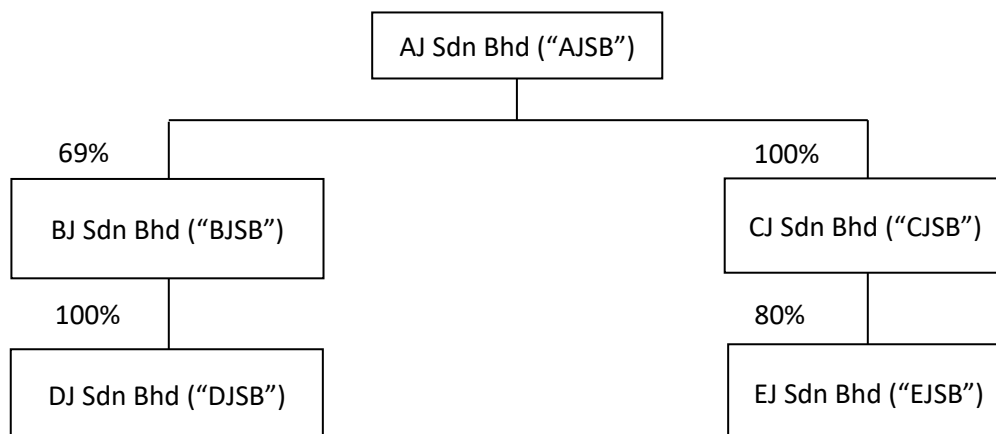 AJ Sdn Bhd (“AJSB”)
69%
100%
BJ Sdn Bhd (“BJSB”)
CJ Sdn Bhd (“CJSB”)
100%
80%
DJ Sdn Bhd (“DJSB”)
EJ Sdn Bhd (“EJSB”)